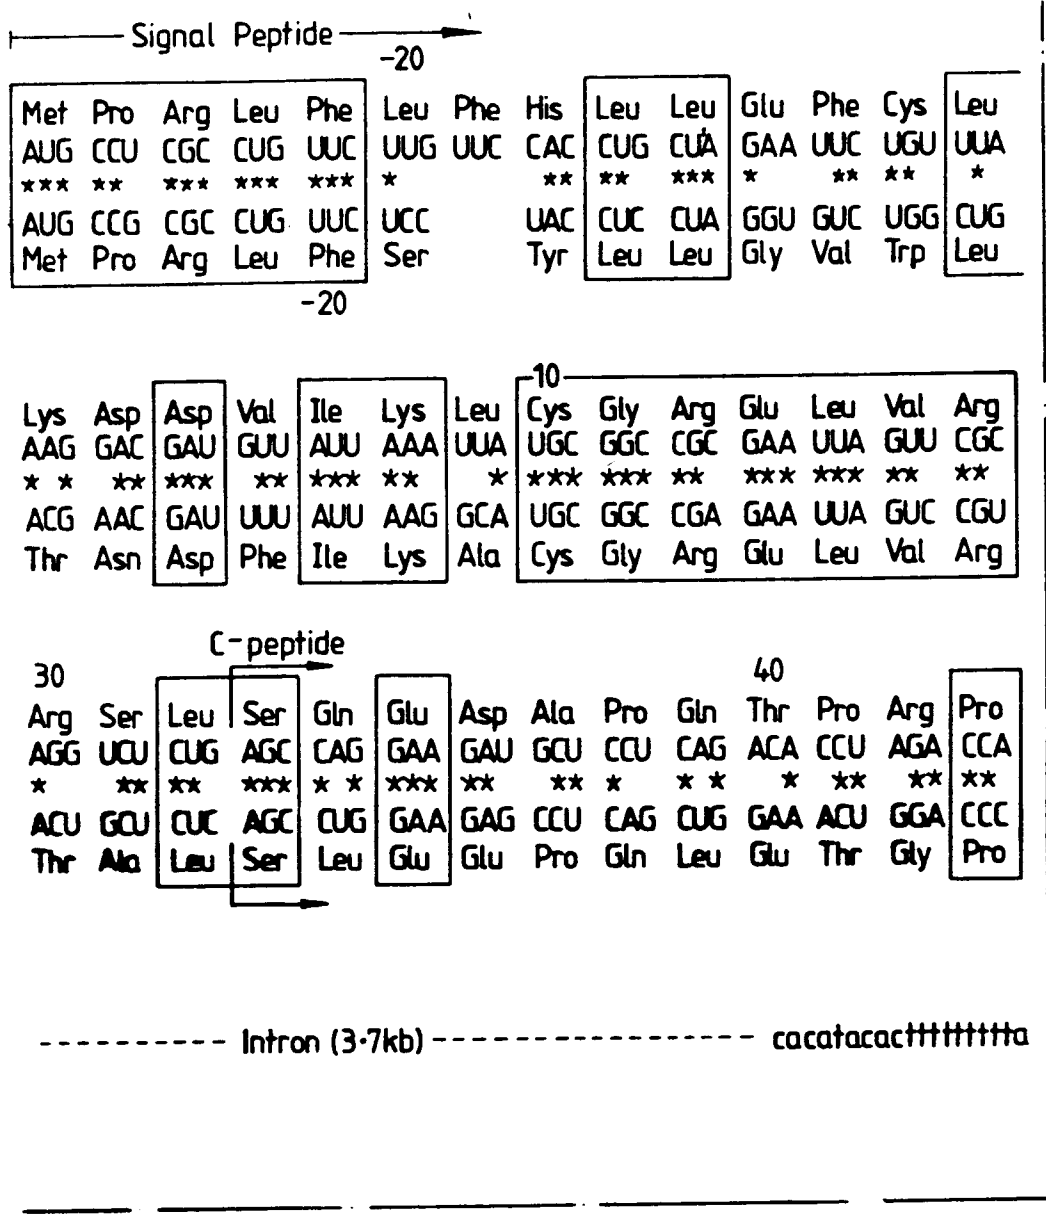 Signal Peptide
-20
Met Pro Arg Leu Phe Leu Phe His Leu Leu Glu Phe Cys Leu
AUG CCU CGC CUG UUC UUG UUC CAC CUG CUA GAA UUC UGU UUA
*** ** *** *** *** * ** ** *** * ** ** *
AUG CCG CGC CUG UUC UCC UAC CUC CUA GGU GUC UGG CUG
Met Pro Arg Leu Phe Ser Tyr Leu Leu Gly Val Trp Leu
-20
-10
Lys Asp Asp Val Ile Lys Leu Cys Gly Arg Glu Leu Val Arg
AAG GAC GAU GUU AUU AAA UUA UGC GGC CGC GAA UUA GUU CGC
* * ** *** ** *** ** * *** *** ** *** *** ** **
ACG AAC GAU UUU AUU AAG GCA UGC GGC CGA GAA UUA GUC CGU
Thr Asn Asp Phe Ile Lys Ala Cys Gly Arg Glu Leu Val Arg
C-peptide
30 40
Arg Ser Leu Ser Gln Glu Asp Ala Pro Gln Thr Pro Arg Pro
AGG UCU CUG AGC CAG GAA GAU GCU CCU CAG ACA CCU AGA CCA
* ** ** *** * * *** ** ** * * * * ** ** **
ACU GCU CUC AGC CUG GAA GAG CCU CAG CUG GAA ACU GGA CCC
Thr Ala Leu Ser Leu Glu Glu Pro Gln Leu Glu Thr Gly Pro
---------- Intron (3·7kb) ------------------ cacatacacttttttttta